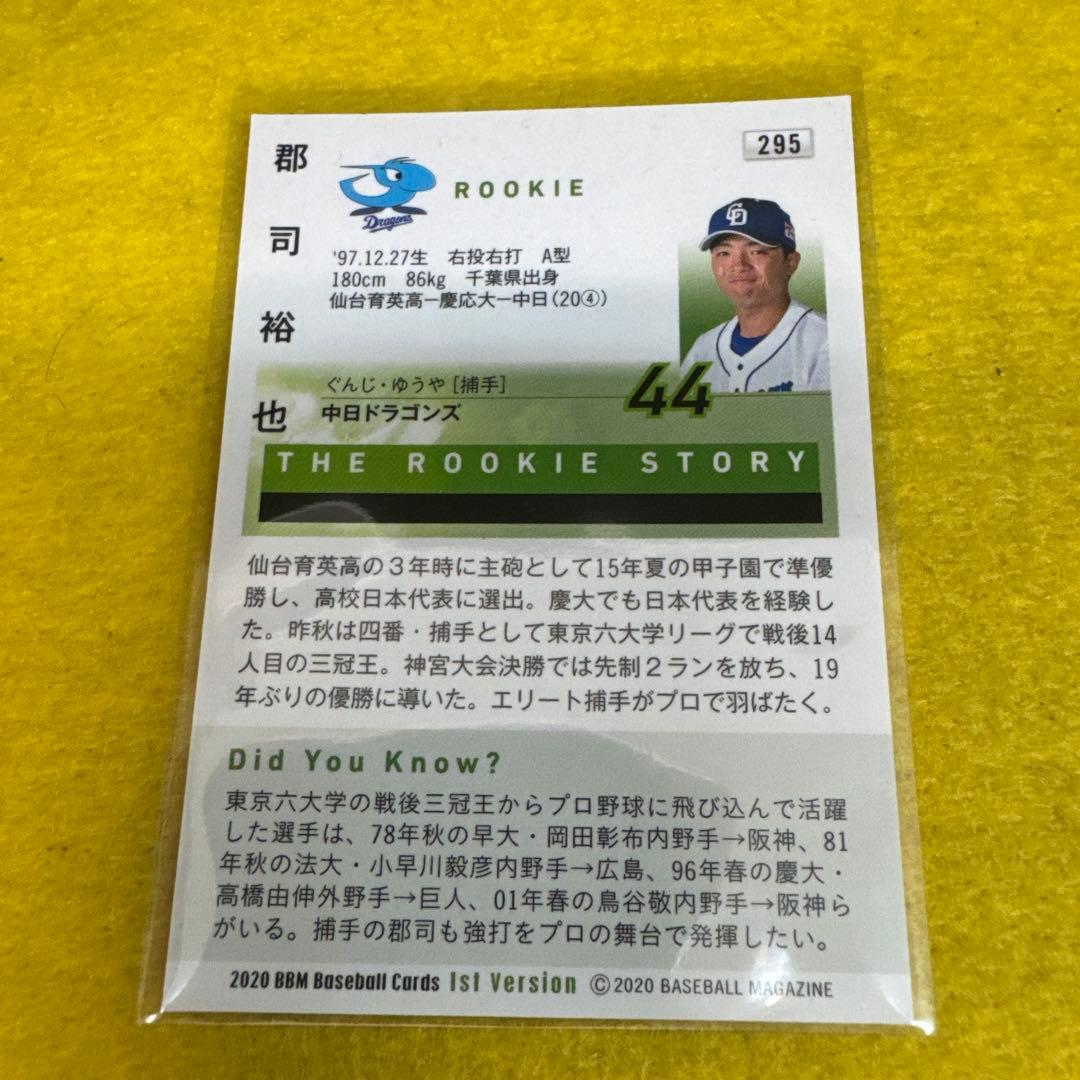 295
郡司裕也
Dragons
ROOKIE
CD
'97.12.27生 右投右打 A型
180cm 86kg 千葉県出身
仙台育英高ー慶応大ー中日(20④)
ぐんじ・ゆうや[捕手]
中日ドラゴンズ
44
THE ROOKIE STORY
仙台育英高の3年時に主砲として15年夏の甲子園で準優
勝し、高校日本代表に選出。慶大でも日本代表を経験し
た。昨秋は四番・捕手として東京六大学リーグで戦後14
人目の三冠王。神宮大会決勝では先制2ランを放ち、19
年ぶりの優勝に導いた。エリート捕手がプロで羽ばたく。
Did You Know?
東京六大学の戦後三冠王からプロ野球に飛び込んで活躍
した選手は、78年秋の早大・岡田彰布内野手→阪神、81
年秋の法大・小早川毅彦内野手→広島、96年春の慶大・
高橋由伸外野手→巨人、01年春の鳥谷敬内野手→阪神ら
がいる。捕手の郡司も強打をプロの舞台で発揮したい。
2020 BBM Baseball Cards 1st Version ©2020 BASEBALL MAGAZINE